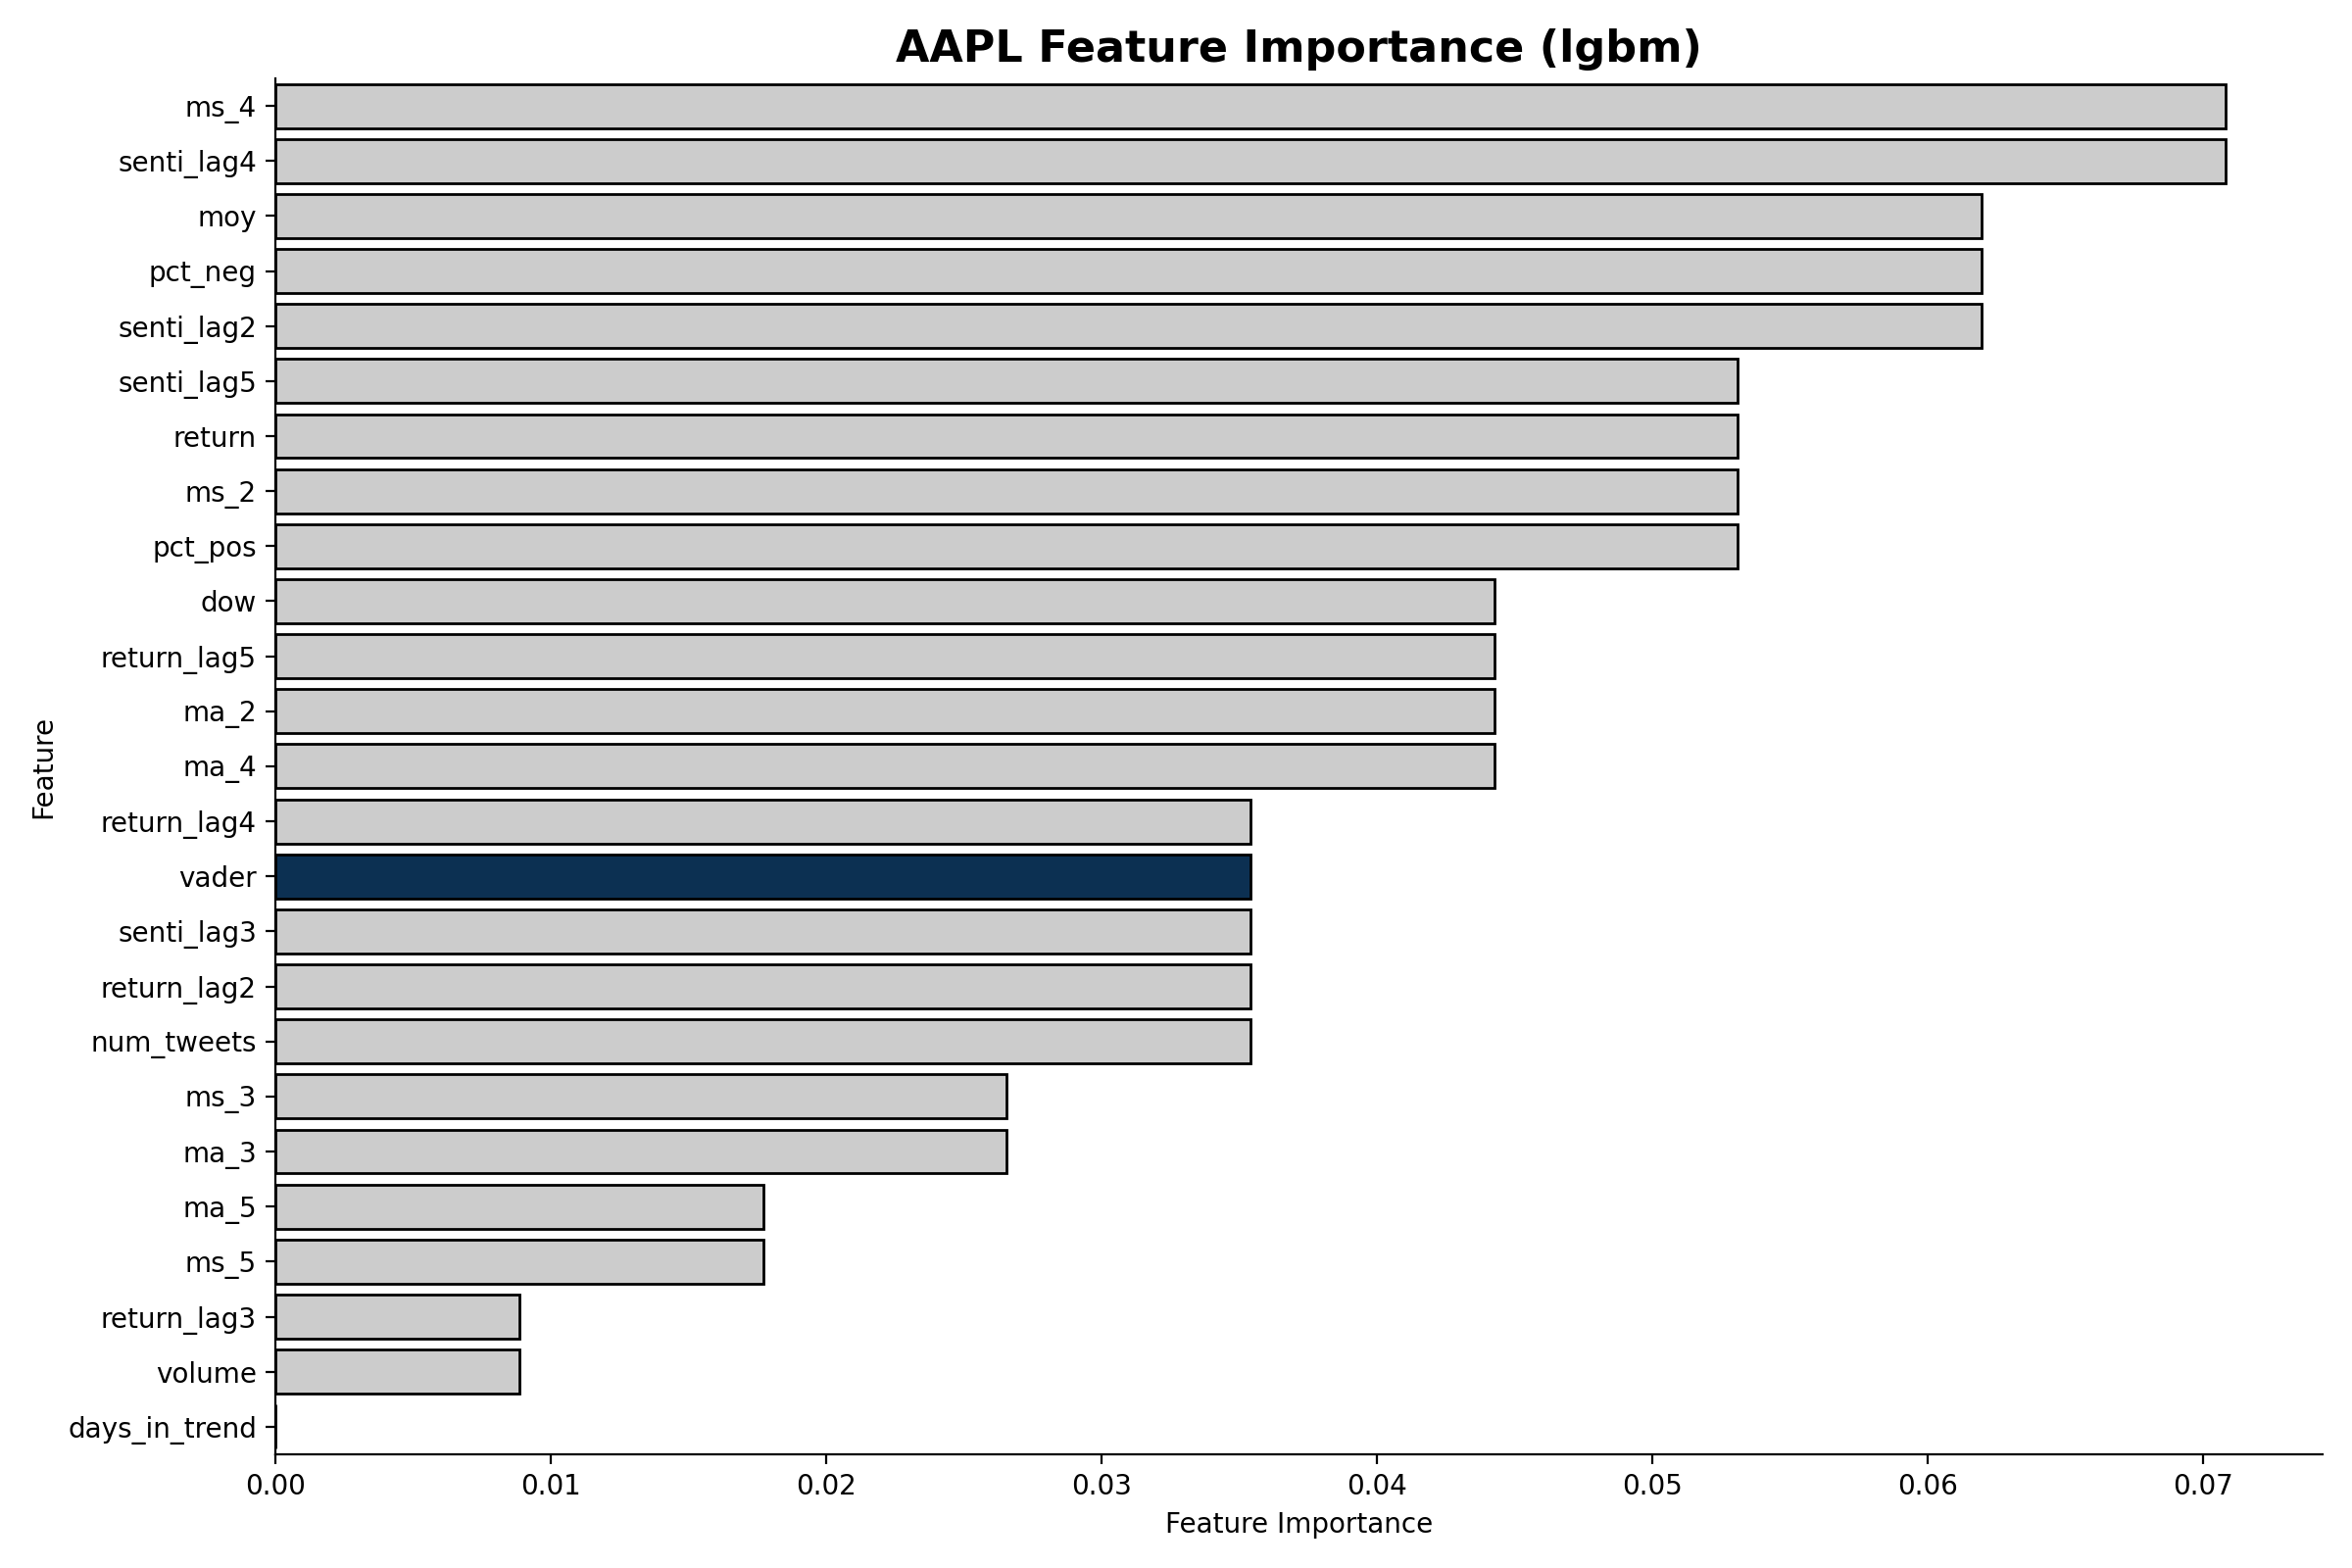 AAPL Feature Importance (lgbm)
Feature
ms_4
senti_lag4
moy
pct_neg
senti_lag2
senti_lag5
return
ms_2
pct_pos
dow
return_lag5
ma_2
ma_4
return_lag4
vader
senti_lag3
return_lag2
num_tweets
ms_3
ma_3
ma_5
ms_5
return_lag3
volume
days_in_trend
0.00 0.01 0.02 0.03 0.04 0.05 0.06 0.07
Feature Importance